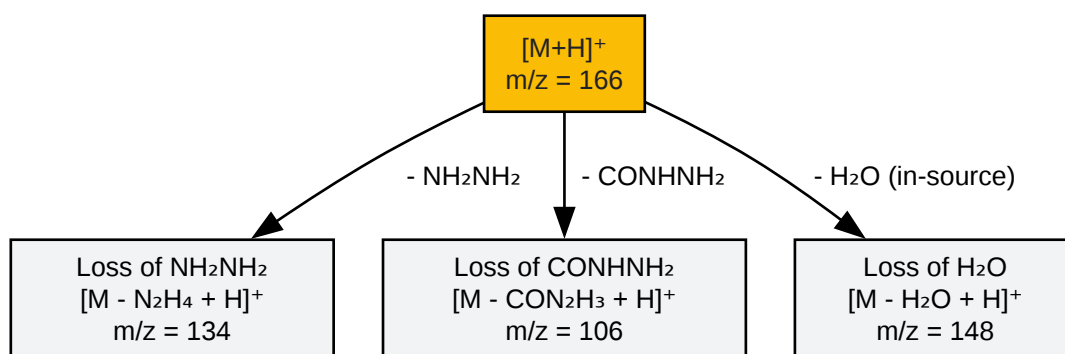 [M+H]⁺
m/z = 166
- NH₂NH₂
- CONHNH₂
- H₂O (in-source)
Loss of NH₂NH₂
[M - N₂H₄ + H]⁺
m/z = 134
Loss of CONHNH₂
[M - CON₂H₃ + H]⁺
m/z = 106
Loss of H₂O
[M - H₂O + H]⁺
m/z = 148